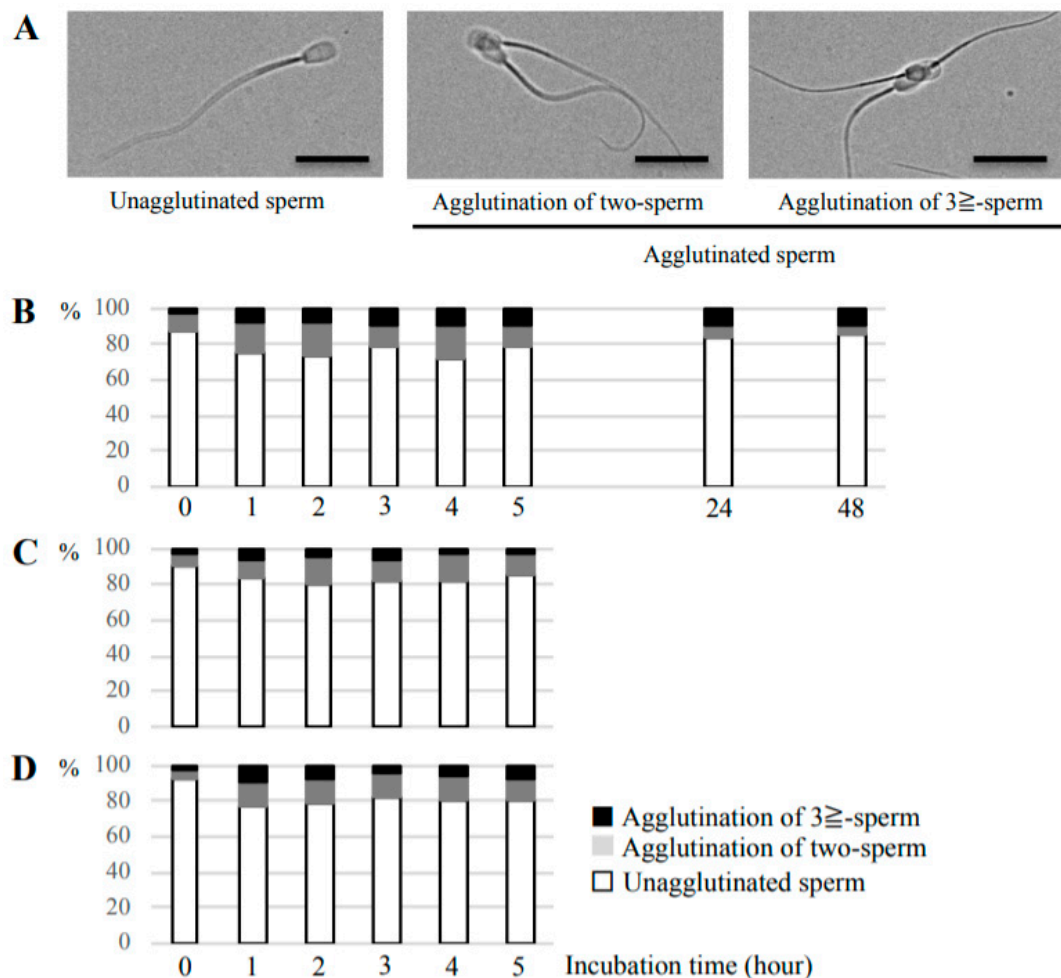 A
Unagglutinated sperm
Agglutination of two-sperm
Agglutination of 3≧-sperm
Agglutinated sperm
B
%
100
80
60
40
20
0
0 1 2 3 4 5 24 48
C
%
100
80
60
40
20
0
D
%
100
80
60
40
20
0
0 1 2 3 4 5 Incubation time (hour)
Agglutination of 3≧-sperm
Agglutination of two-sperm
Unagglutinated sperm